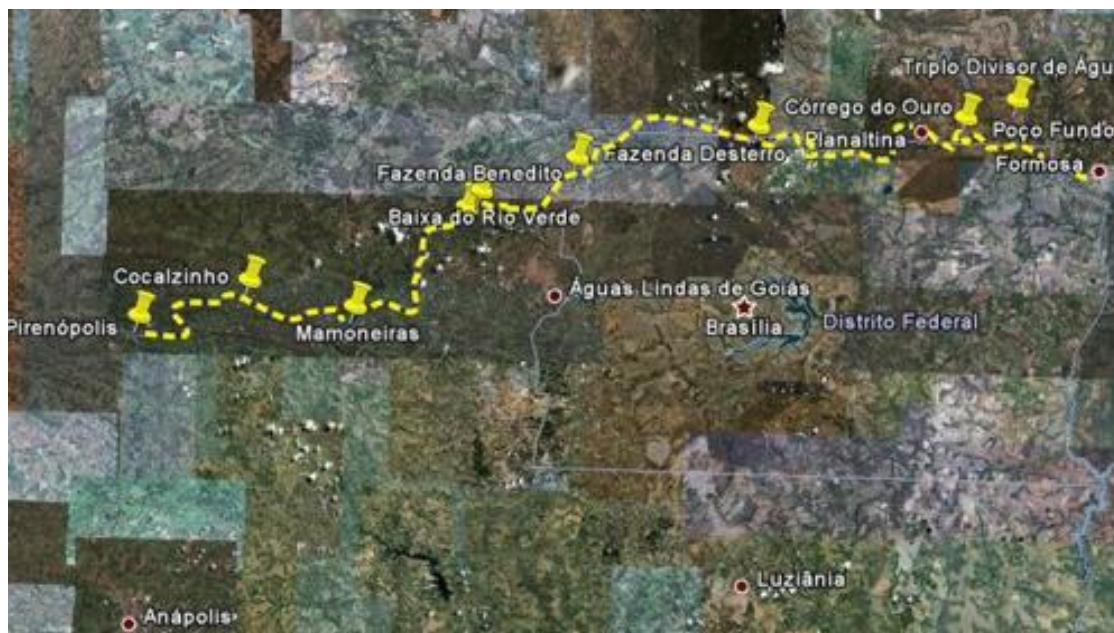 Triplo Divisor de Águ
Córrego do Ouro
Planaltina
Poço Fundo
Fazenda Desterro
Formosa
Fazenda Benedito
Baixa do Rio Verde
Cocalzinho
Águas Lindas de Goiás
Pirenópolis
Mamoneiras
Brasília
Distrito Federal
Luziânia
Anápolis